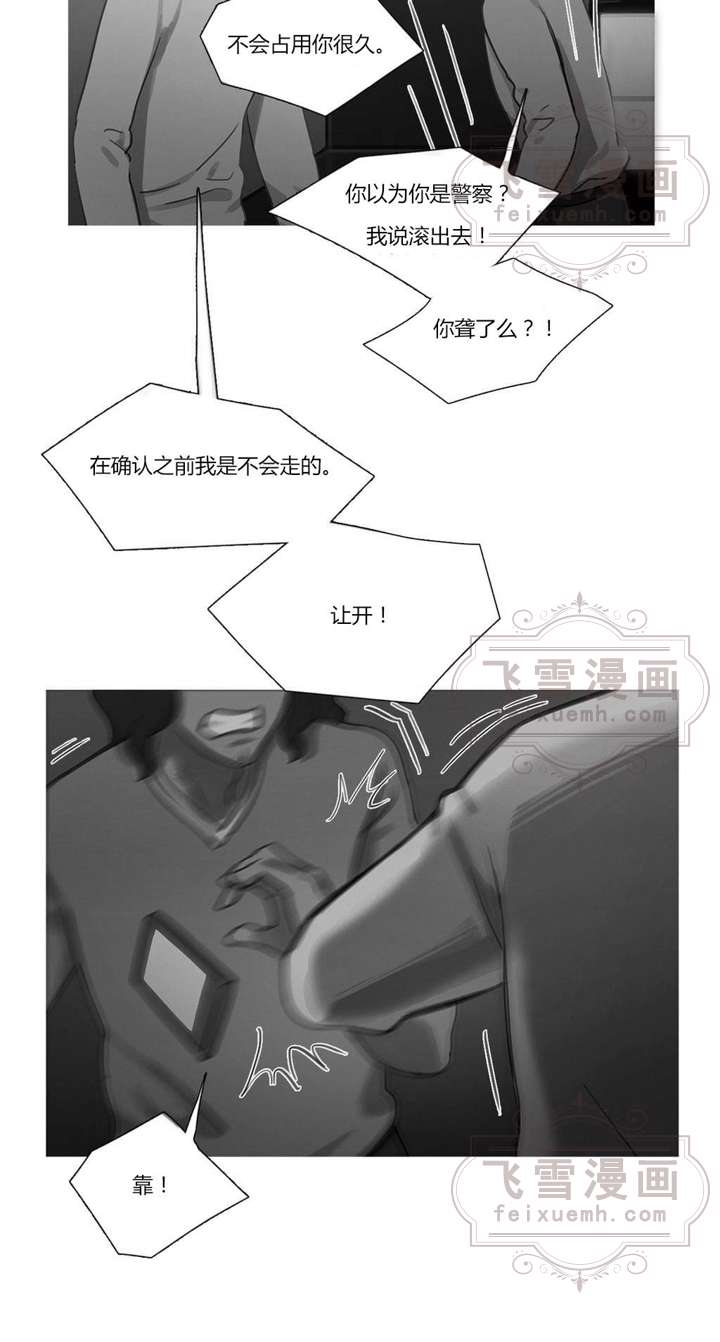 不会占用你很久。
你以为你是警察？
我说滚出去！
飞雪漫画
feixuemh.com
你聋了么？！
在确认之前我是不会走的。
让开！
飞雪漫画
feixuemh.com
靠！
飞雪漫画
feixuemh.com